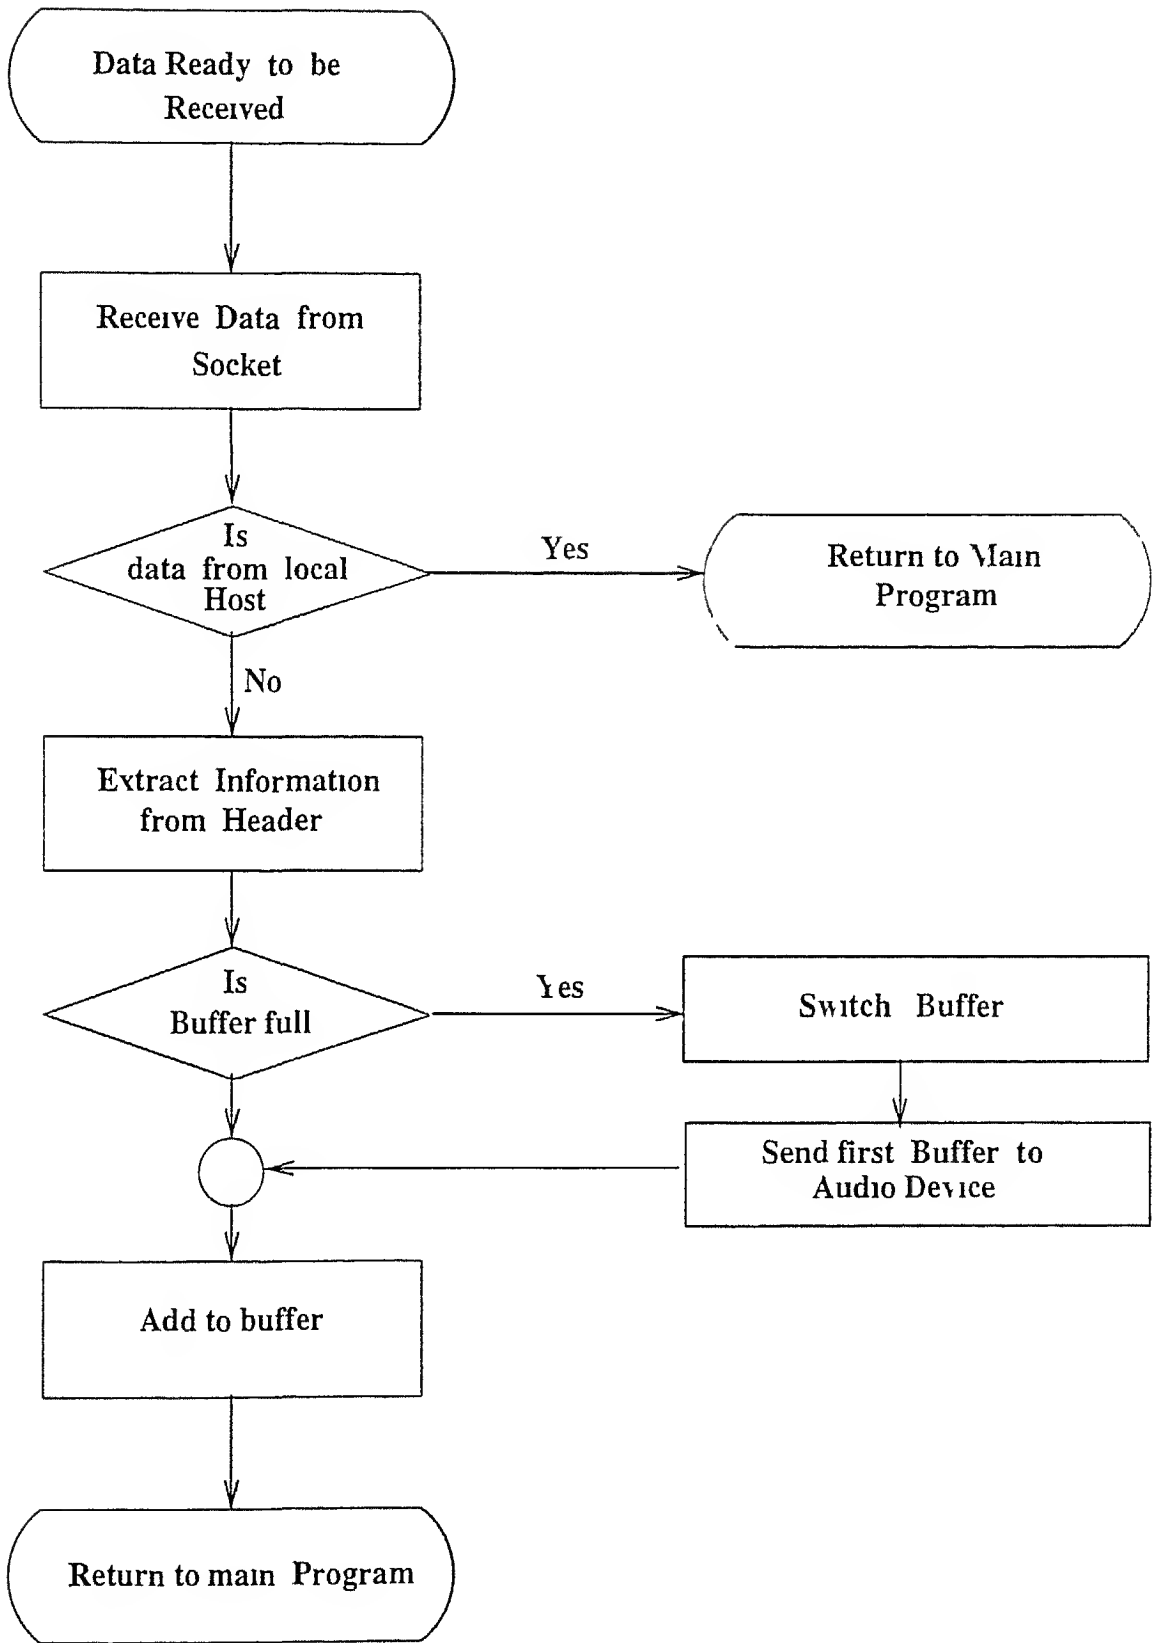 Data Ready to be
Received
Receive Data from
Socket
Is
data from local
Host
Yes
Return to Main
Program
No
Extract Information
from Header
Is
Buffer full
Yes
Switch Buffer
Send first Buffer to
Audio Device
Add to buffer
Return to main Program